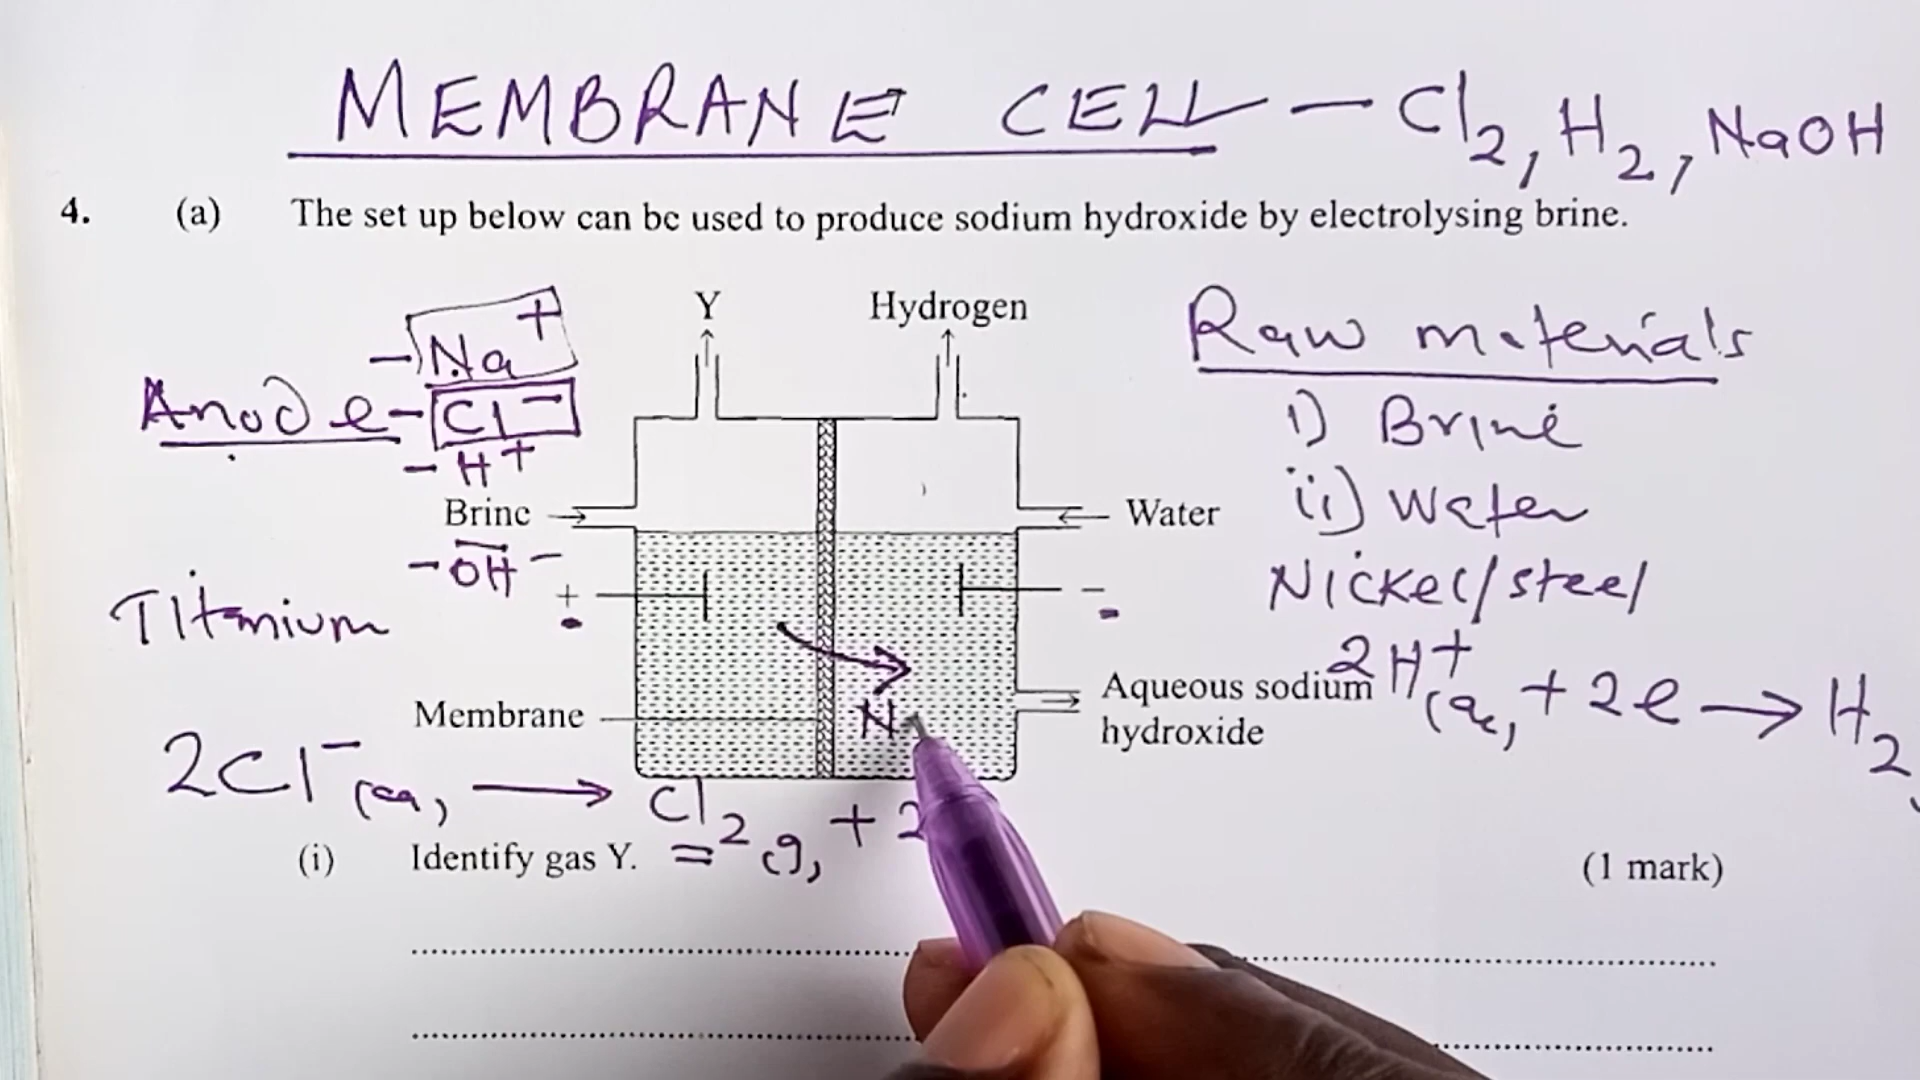 MEMBRANE CELL — Cl2, H2, NaOH
4. (a) The set up below can be used to produce sodium hydroxide by electrolysing brine.
Y Hydrogen
Raw materials
- Na+
Anode - Cl-
- H+
i) Brine
Brine Water
ii) Water
- OH-
Nickel/steel
Titanium
+ -
2H+(aq) + 2e → H2
Aqueous sodium
hydroxide
Membrane
N
2Cl-(aq) → Cl2(g) + 2
(i) Identify gas Y. = (1 mark)